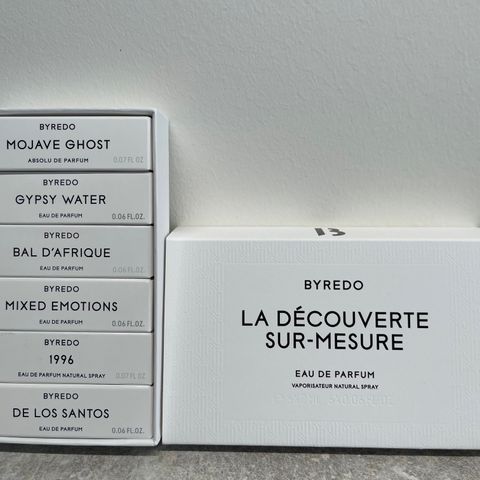 BYREDO
MOJAVE GHOST
ABSOLU DE PARFUM 0.07 FL OZ
BYREDO
GYPSY WATER
EAU DE PARFUM 0.06 FL.OZ.
BYREDO
BAL D'AFRIQUE
EAU DE PARFUM 0.06 FL.OZ.
BYREDO
MIXED EMOTIONS
EAU DE PARFUM 0.06 FL.OZ.
BYREDO
1996
EAU DE PARFUM NATURAL SPRAY 0.07 FL OZ
BYREDO
DE LOS SANTOS
EAU DE PARFUM 0.06 FL.OZ.
BYREDO
LA DÉCOUVERTE
SUR-MESURE
EAU DE PARFUM
VAPORISATEUR NATURAL SPRAY